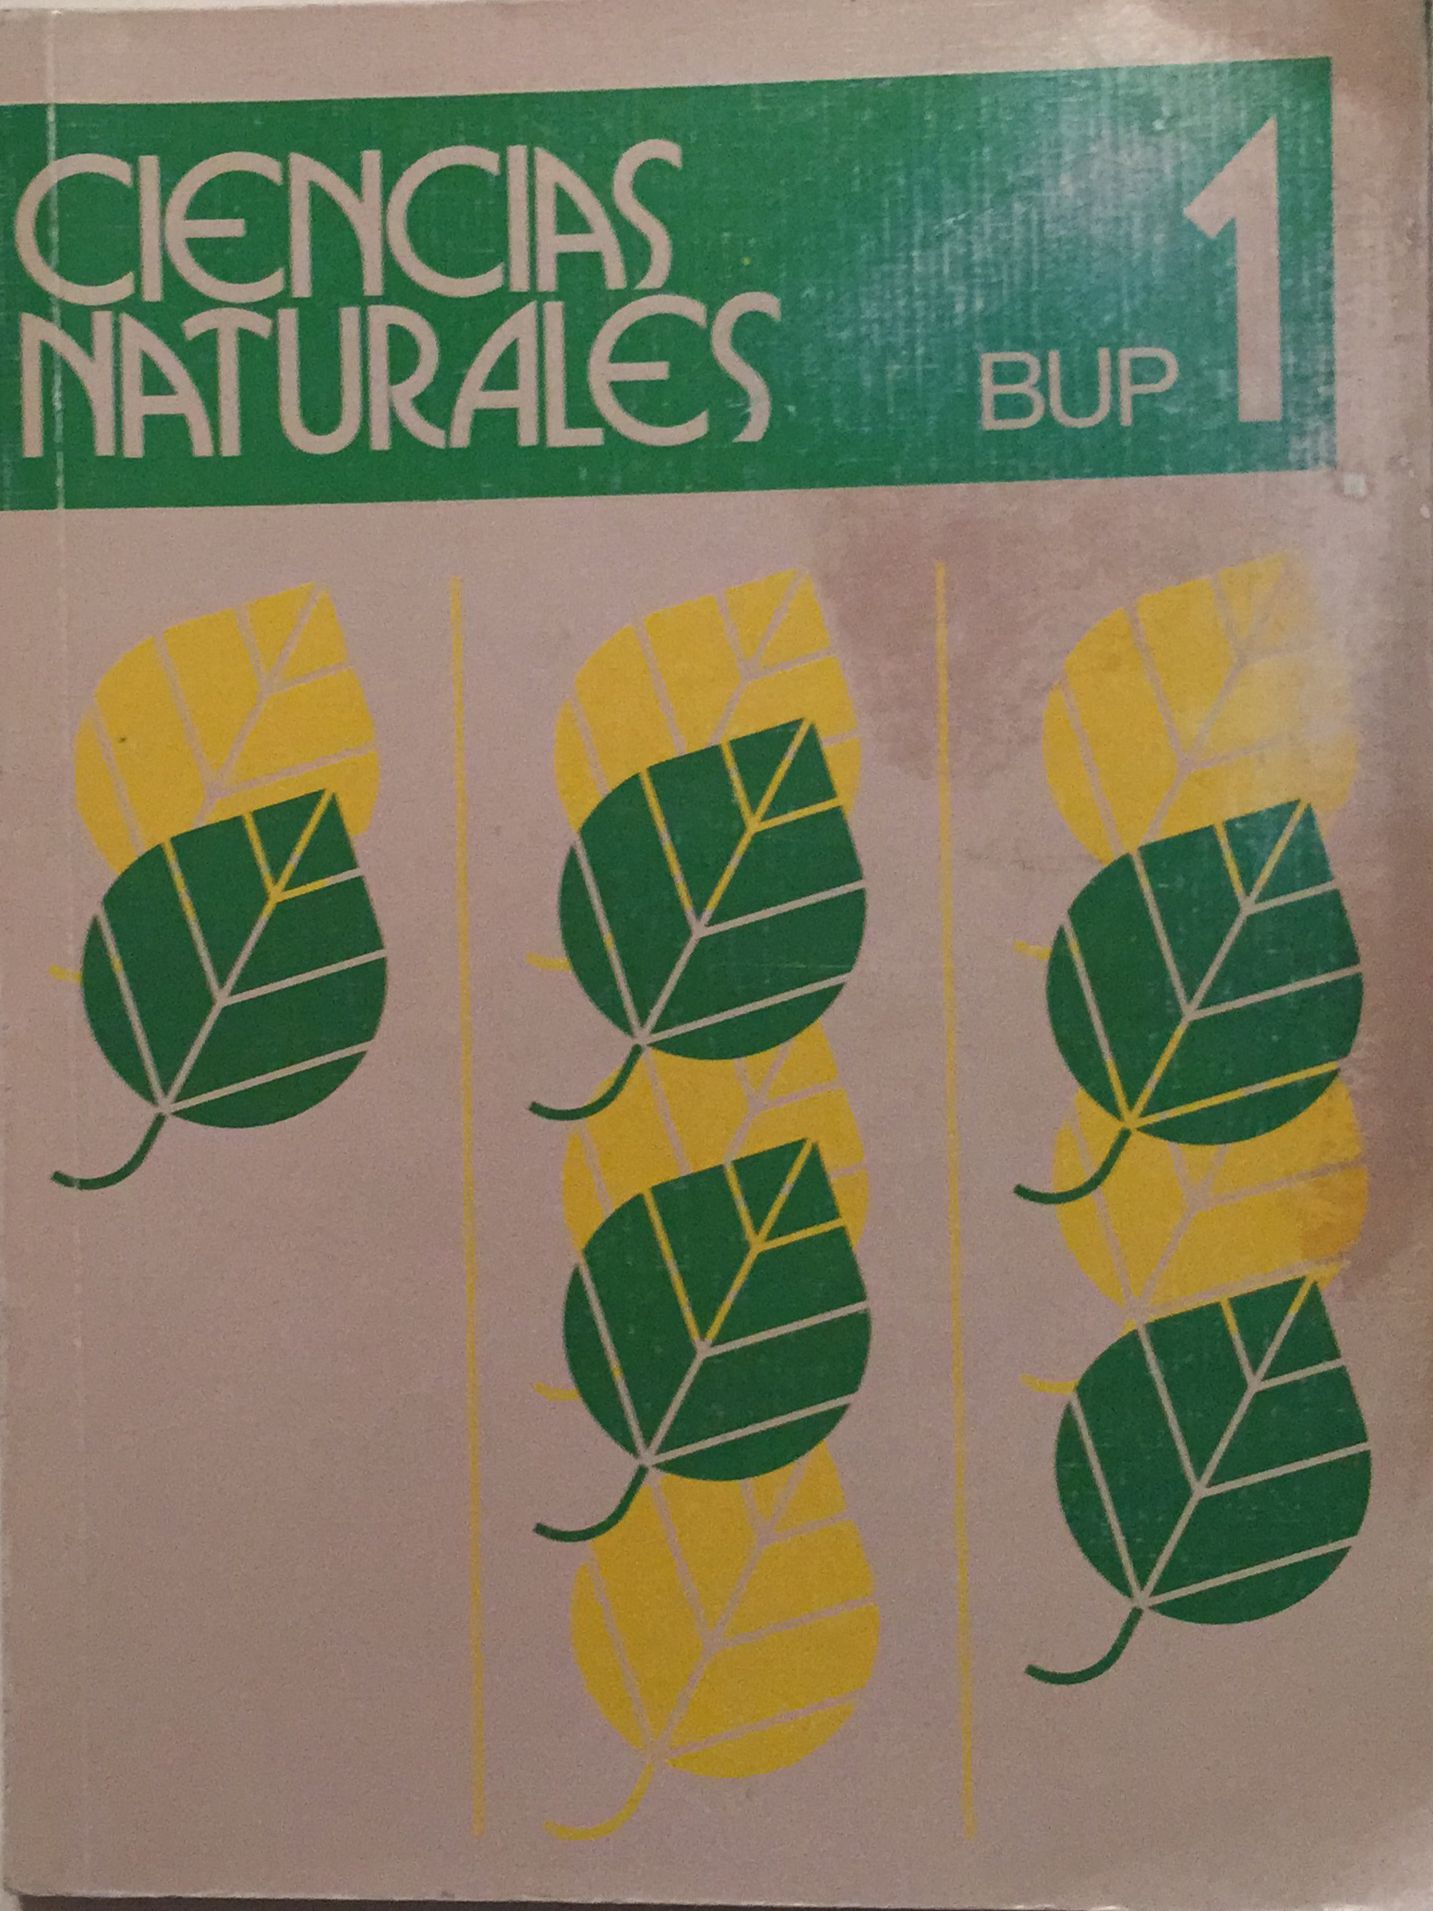 CIENCIAS
NATURALES
BUP 1